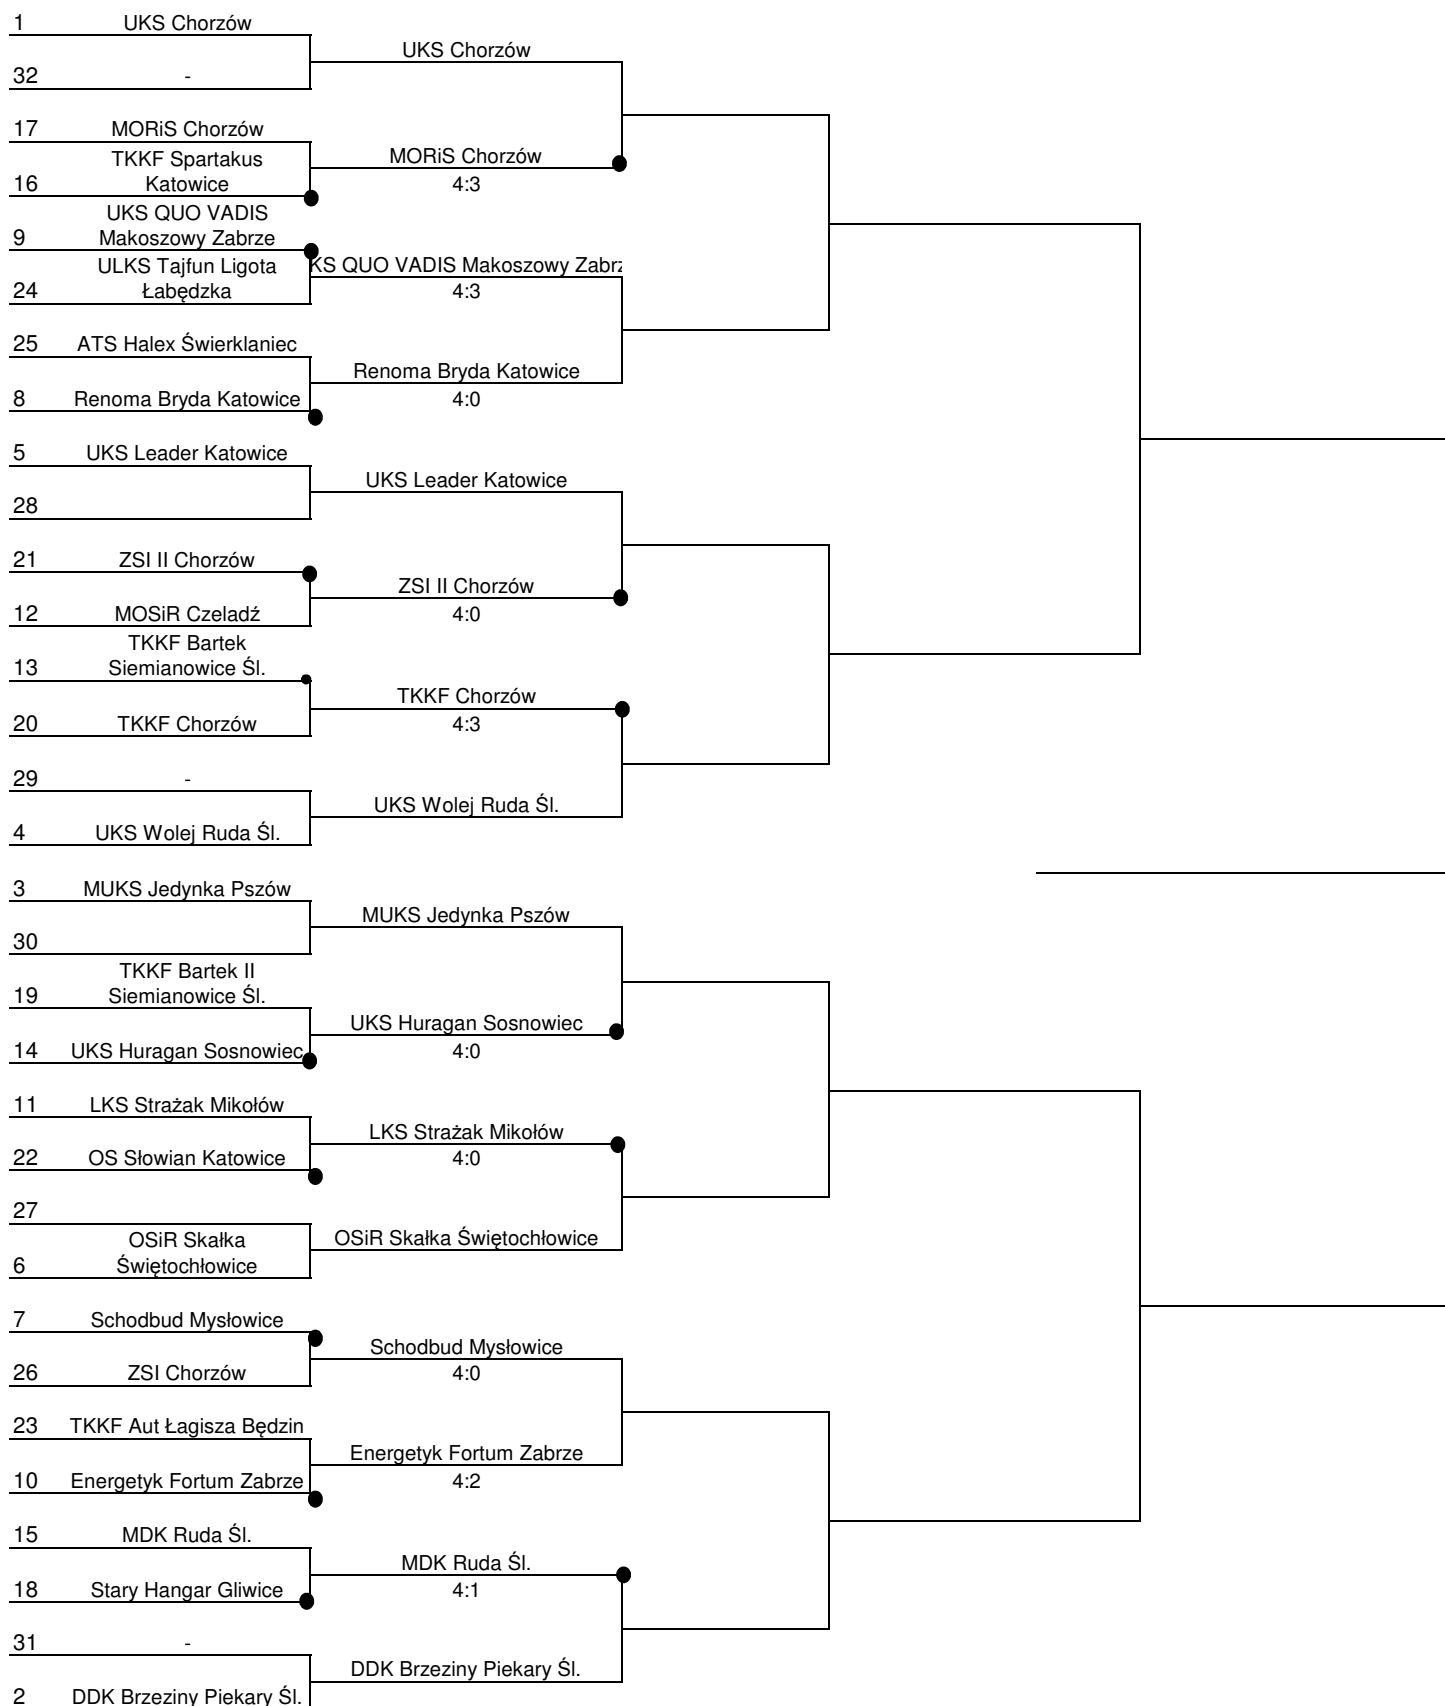 1 UKS Chorzów
UKS Chorzów
32 -
17 MORiS Chorzów
MORiS Chorzów
4:3
TKKF Spartakus
16 Katowice
UKS QUO VADIS
9 Makoszowy Zabrze
KS QUO VADIS Makoszowy Zabrz
4:3
ULKS Tajfun Ligota
24 Łabędzka
25 ATS Halex Świerklaniec
Renoma Bryda Katowice
4:0
8 Renoma Bryda Katowice
5 UKS Leader Katowice
UKS Leader Katowice
28
21 ZSI II Chorzów
ZSI II Chorzów
4:0
12 MOSiR Czeladź
TKKF Bartek
13 Siemianowice Śl.
TKKF Chorzów
4:3
20 TKKF Chorzów
29 -
UKS Wolej Ruda Śl.
4 UKS Wolej Ruda Śl.
3 MUKS Jedynka Pszów
MUKS Jedynka Pszów
30
TKKF Bartek II
19 Siemianowice Śl.
UKS Huragan Sosnowiec
4:0
14 UKS Huragan Sosnowiec
11 LKS Strażak Mikołów
LKS Strażak Mikołów
4:0
22 OS Słowian Katowice
27
OSiR Skałka Świętochłowice
OSiR Skałka
6 Świętochłowice
7 Schodbud Mysłowice
Schodbud Mysłowice
4:0
26 ZSI Chorzów
23 TKKF Aut Łagisza Będzin
Energetyk Fortum Zabrze
4:2
10 Energetyk Fortum Zabrze
15 MDK Ruda Śl.
MDK Ruda Śl.
4:1
18 Stary Hangar Gliwice
31 -
DDK Brzeziny Piekary Śl.
2 DDK Brzeziny Piekary Śl.